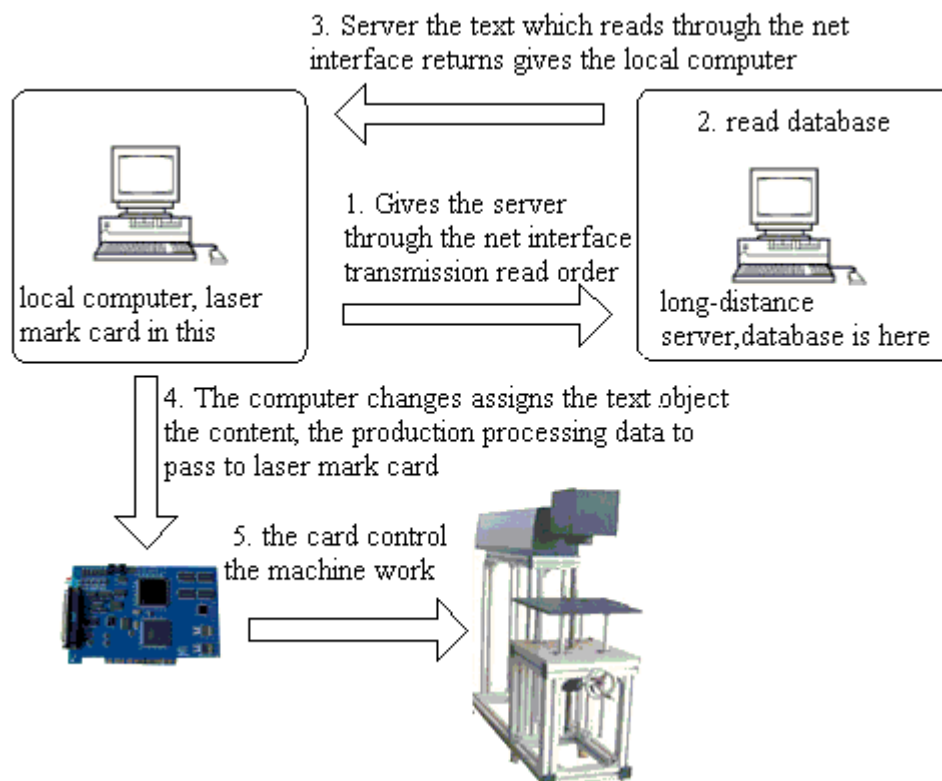 3. Server the text which reads through the net
interface returns gives the local computer
2. read database
1. Gives the server
through the net interface
transmission read order
local computer, laser
mark card in this
long-distance
server,database is here
4. The computer changes assigns the text object
the content, the production processing data to
pass to laser mark card
5. the card control
the machine work